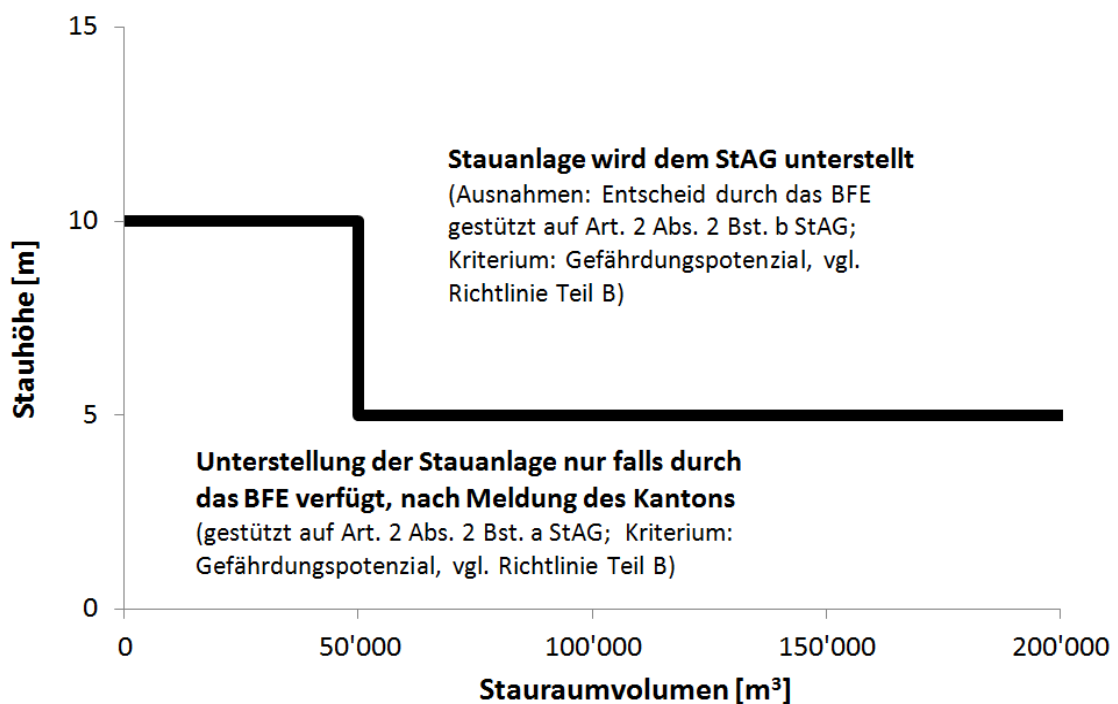 15
Stauanlage wird dem StAG unterstellt
(Ausnahmen: Entscheid durch das BFE
gestützt auf Art. 2 Abs. 2 Bst. b StAG;
Kriterium: Gefährdungspotenzial, vgl.
Richtlinie Teil B)
10
Stauhöhe [m]
5
Unterstellung der Stauanlage nur falls durch
das BFE verfügt, nach Meldung des Kantons
(gestützt auf Art. 2 Abs. 2 Bst. a StAG; Kriterium:
Gefährdungspotenzial, vgl. Richtlinie Teil B)
0
0 50'000 100'000 150'000 200'000
Stauraumvolumen [m³]